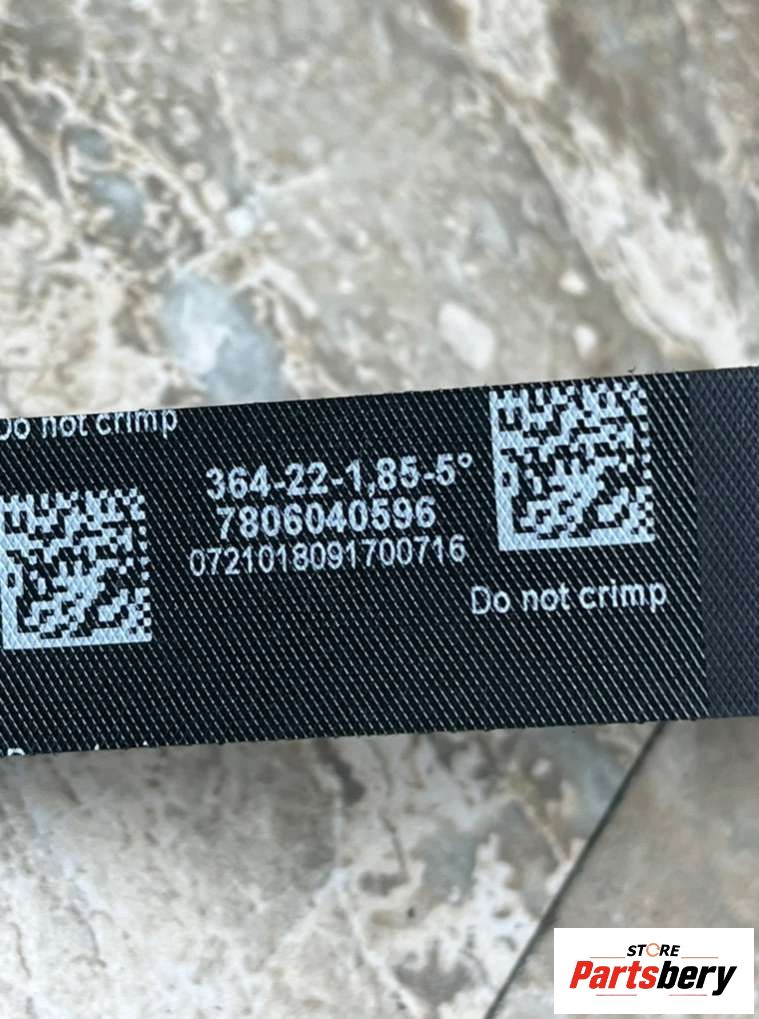 Do not crimp
364-22-1,85-5°
7806040596
0721018091700716
Do not crimp
STORE
Partsbery